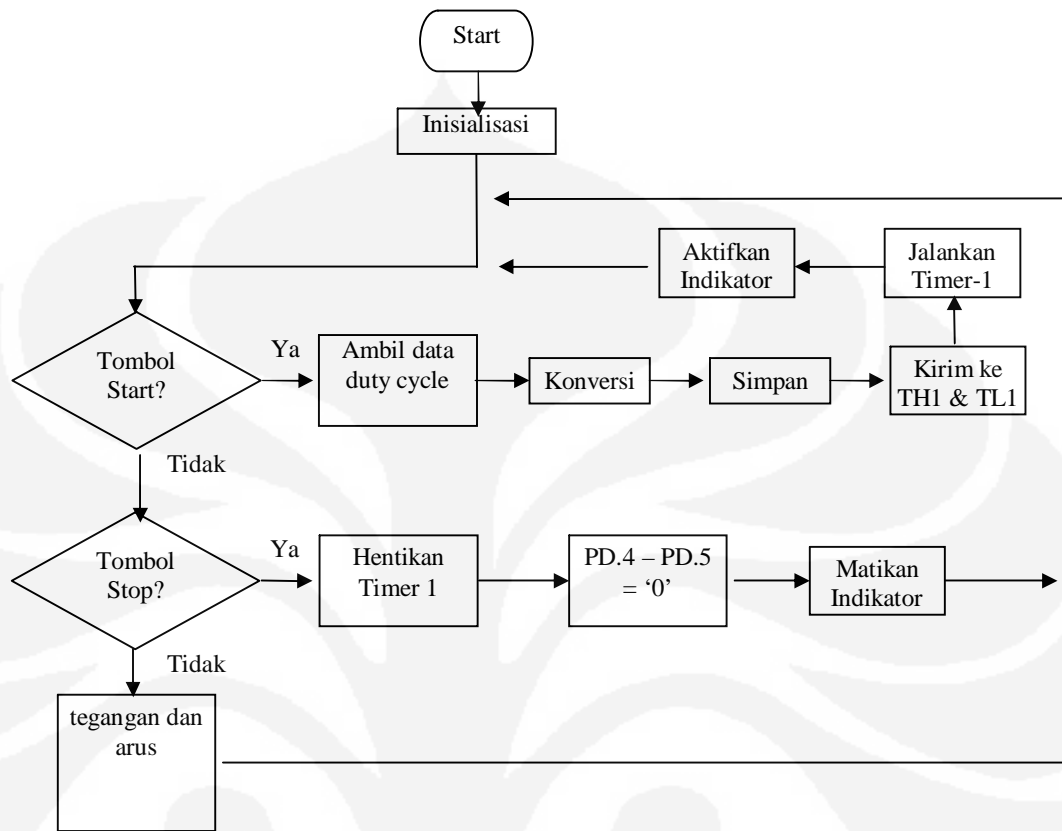 Start
Inisialisasi
Aktifkan
Indikator
Jalankan
Timer-1
Tombol
Start?
Ya
Ambil data
duty cycle
Konversi
Simpan
Kirim ke
TH1 & TL1
Tidak
Tombol
Stop?
Ya
Hentikan
Timer 1
PD.4 – PD.5
= ‘0’
Matikan
Indikator
Tidak
tegangan dan
arus